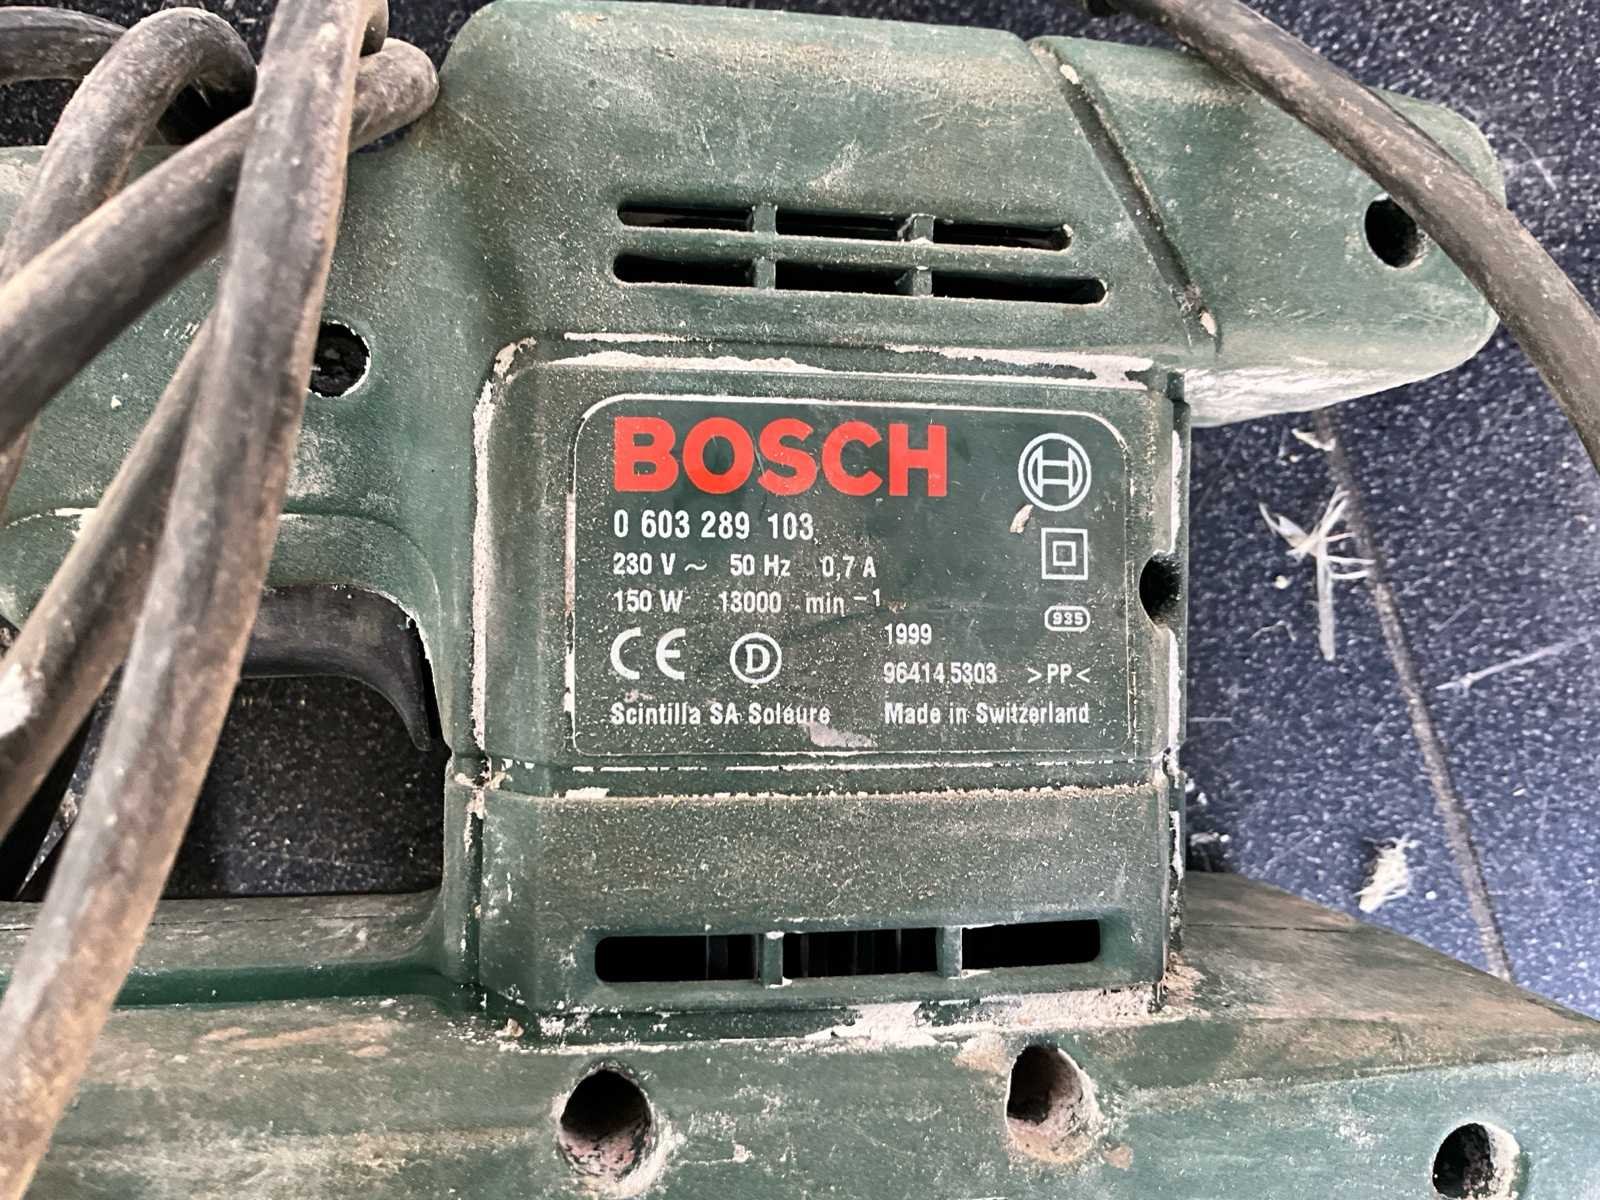 BOSCH
0 603 289 103
230 V ~ 50 Hz 0,7 A
150 W 13000 min −1
935
1999
CE D
96414 5303 >PP<
Scintilla SA Soleure Made in Switzerland